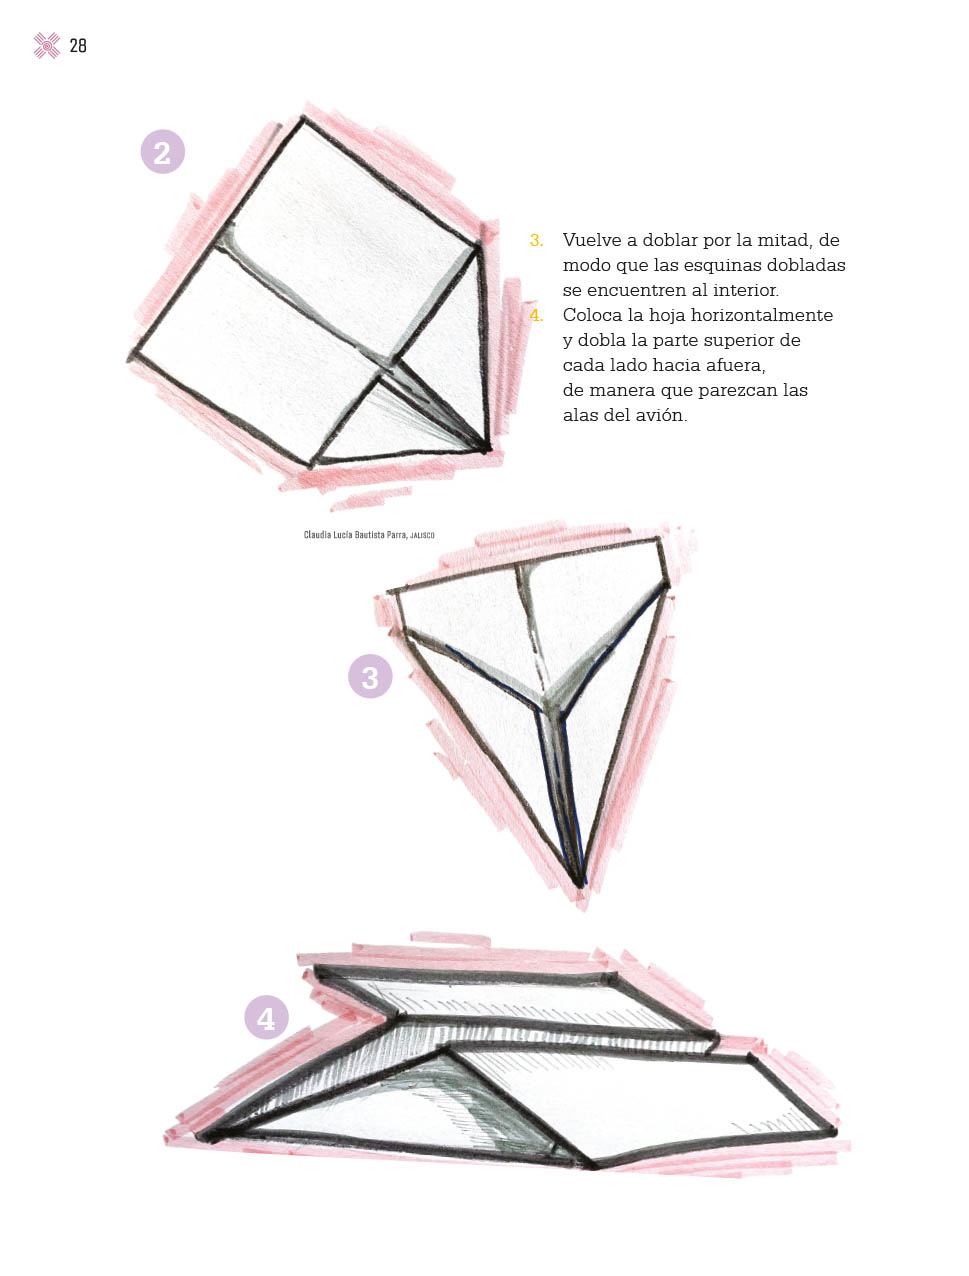 28
2
3. Vuelve a doblar por la mitad, de
modo que las esquinas dobladas
se encuentren al interior.
4. Coloca la hoja horizontalmente
y dobla la parte superior de
cada lado hacia afuera,
de manera que parezcan las
alas del avión.
Claudia Lucía Bautista Parra, JALISCO
3
4